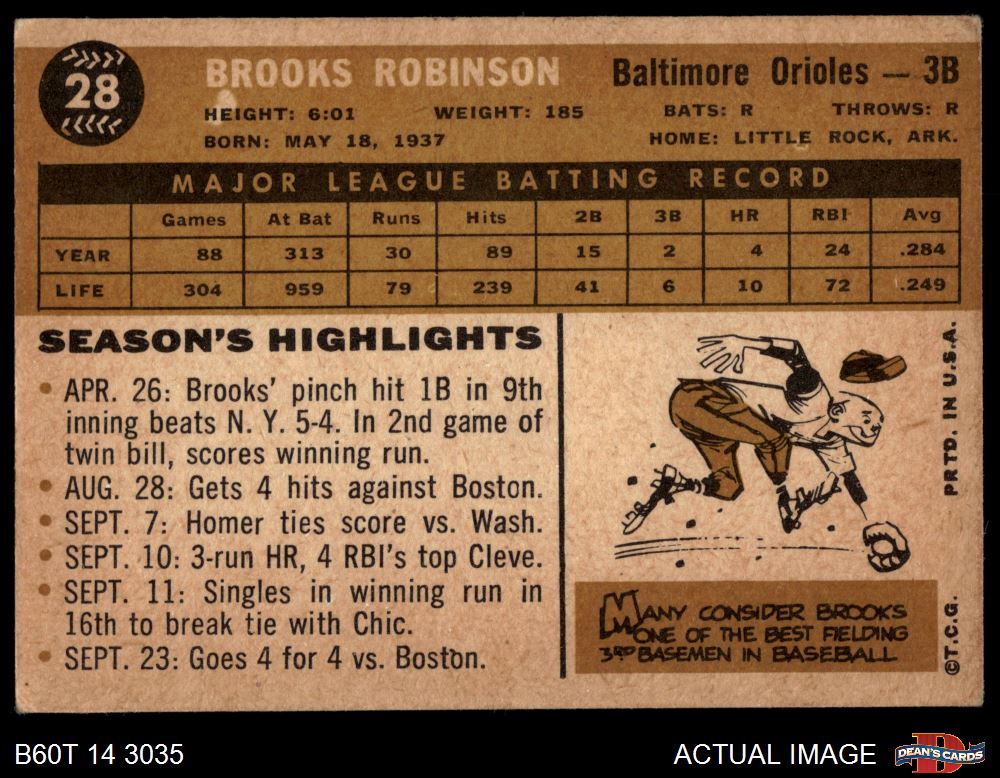 28
BROOKS ROBINSON
Baltimore Orioles — 3B
HEIGHT: 6:01 WEIGHT: 185 BATS: R THROWS: R
BORN: MAY 18, 1937 HOME: LITTLE ROCK, ARK.
MAJOR LEAGUE BATTING RECORD
Games At Bat Runs Hits 2B 3B HR RBI Avg
YEAR 88 313 30 89 15 2 4 24 .284
LIFE 304 959 79 239 41 6 10 72 .249
SEASON'S HIGHLIGHTS
• APR. 26: Brooks' pinch hit 1B in 9th
inning beats N. Y. 5-4. In 2nd game of
twin bill, scores winning run.
• AUG. 28: Gets 4 hits against Boston.
• SEPT. 7: Homer ties score vs. Wash.
• SEPT. 10: 3-run HR, 4 RBI's top Cleve.
• SEPT. 11: Singles in winning run in
16th to break tie with Chic.
• SEPT. 23: Goes 4 for 4 vs. Boston.
MANY CONSIDER BROOKS
ONE OF THE BEST FIELDING
3RD BASEMEN IN BASEBALL
©T.C.G. PRTD. IN U.S.A.
B60T 14 3035
ACTUAL IMAGE
DEAN'S CARDS